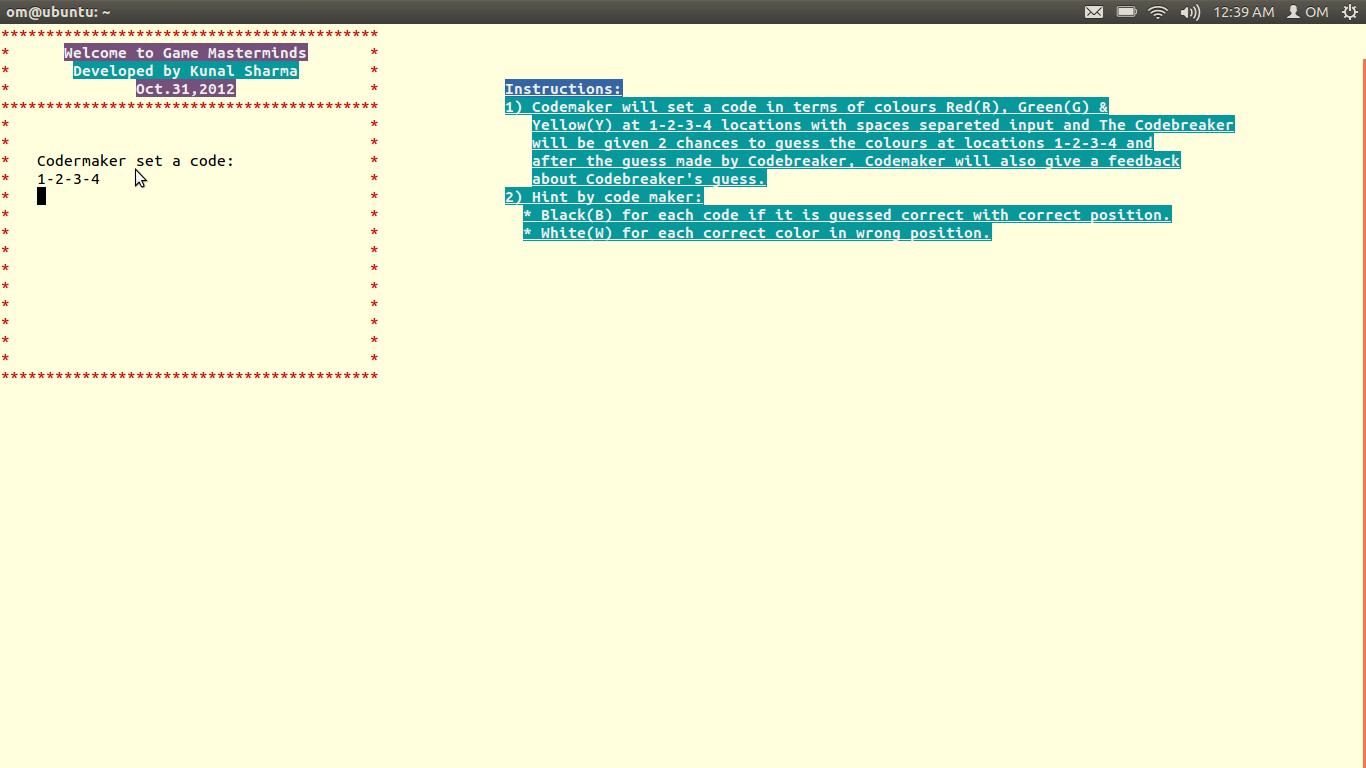 om@ubuntu: ~
12:39 AM OM
******************************************
* Welcome to Game Masterminds *
* Developed by Kunal Sharma *
* Oct.31,2012 *
******************************************
* *
* *
* Codermaker set a code: *
* 1-2-3-4 *
* *
* *
* *
* *
* *
* *
* *
* *
* *
* *
******************************************
Instructions:
1) Codemaker will set a code in terms of colours Red(R), Green(G) &
Yellow(Y) at 1-2-3-4 locations with spaces separeted input and The Codebreaker
will be given 2 chances to guess the colours at locations 1-2-3-4 and
after the guess made by Codebreaker, Codemaker will also give a feedback
about Codebreaker's guess.
2) Hint by code maker:
* Black(B) for each code if it is guessed correct with correct position.
* White(W) for each correct color in wrong position.